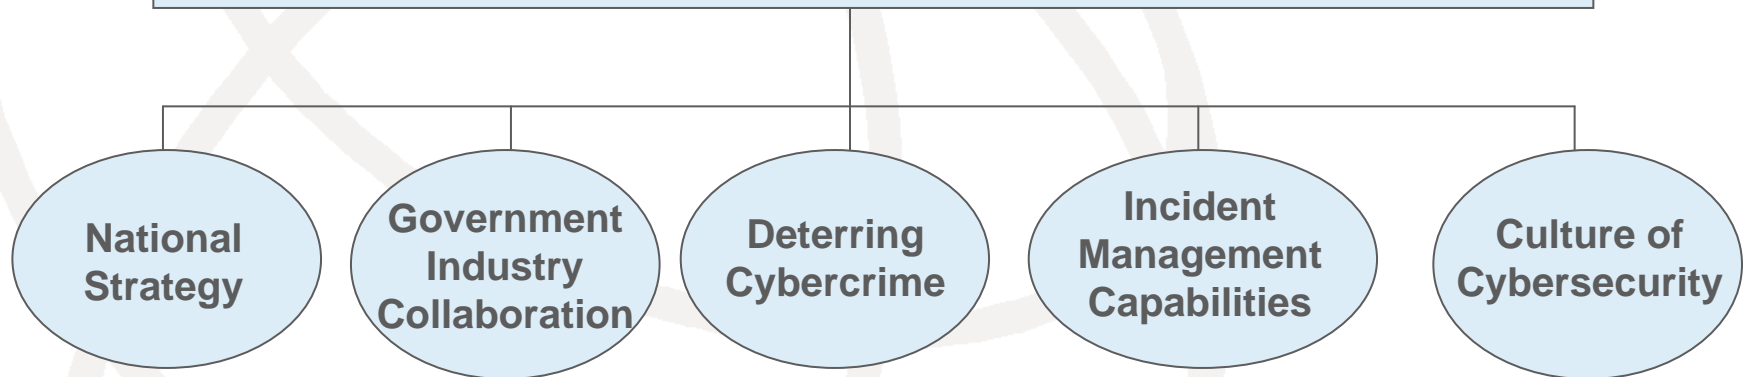 National
Strategy
Government
Industry
Collaboration
Deterring
Cybercrime
Incident
Management
Capabilities
Culture of
Cybersecurity